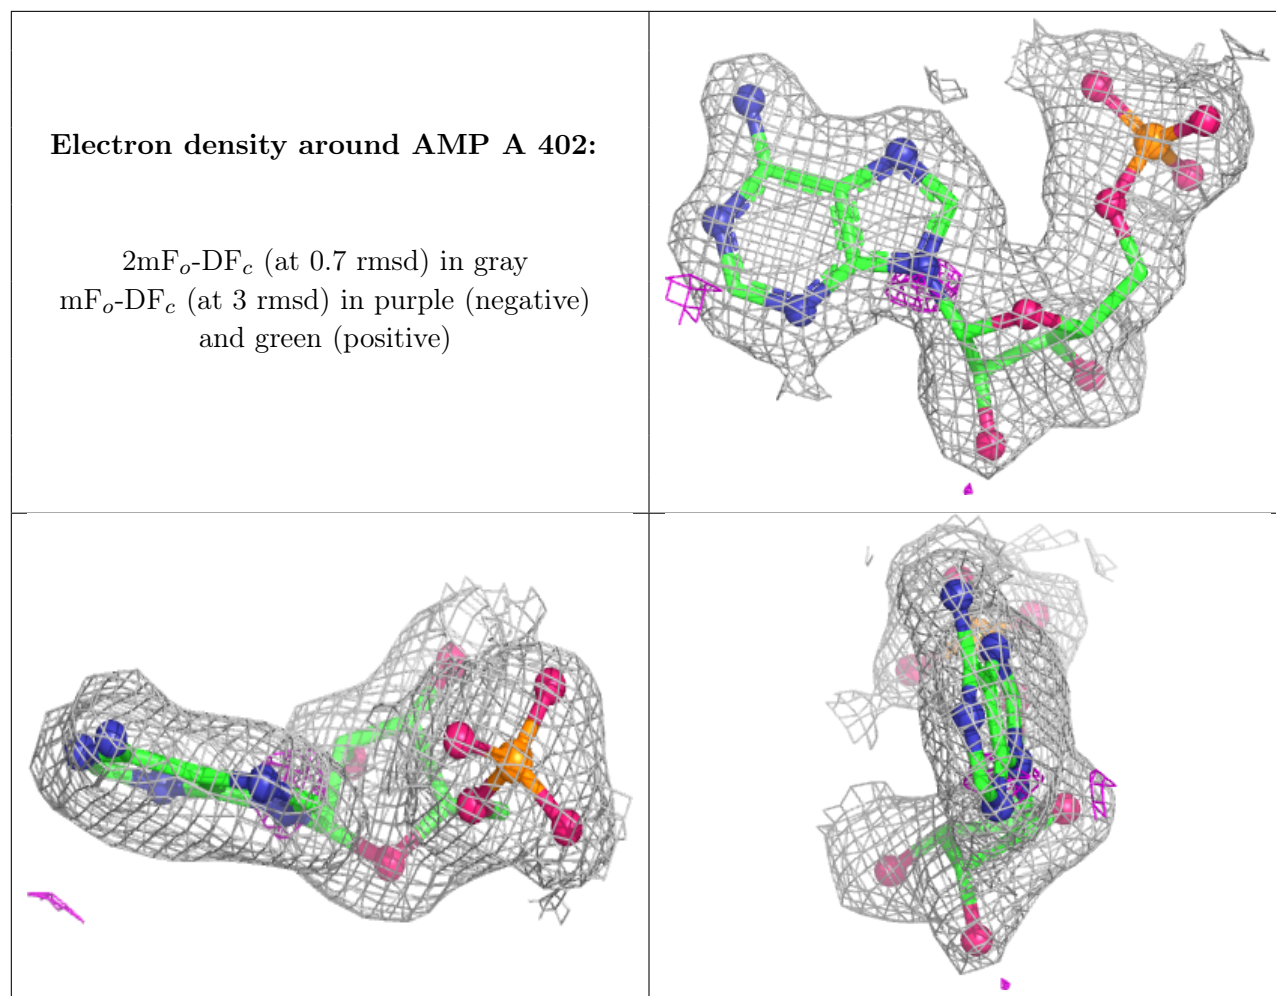 Electron density around AMP A 402:
2mFo-DFc (at 0.7 rmsd) in gray
mFo-DFc (at 3 rmsd) in purple (negative)
and green (positive)